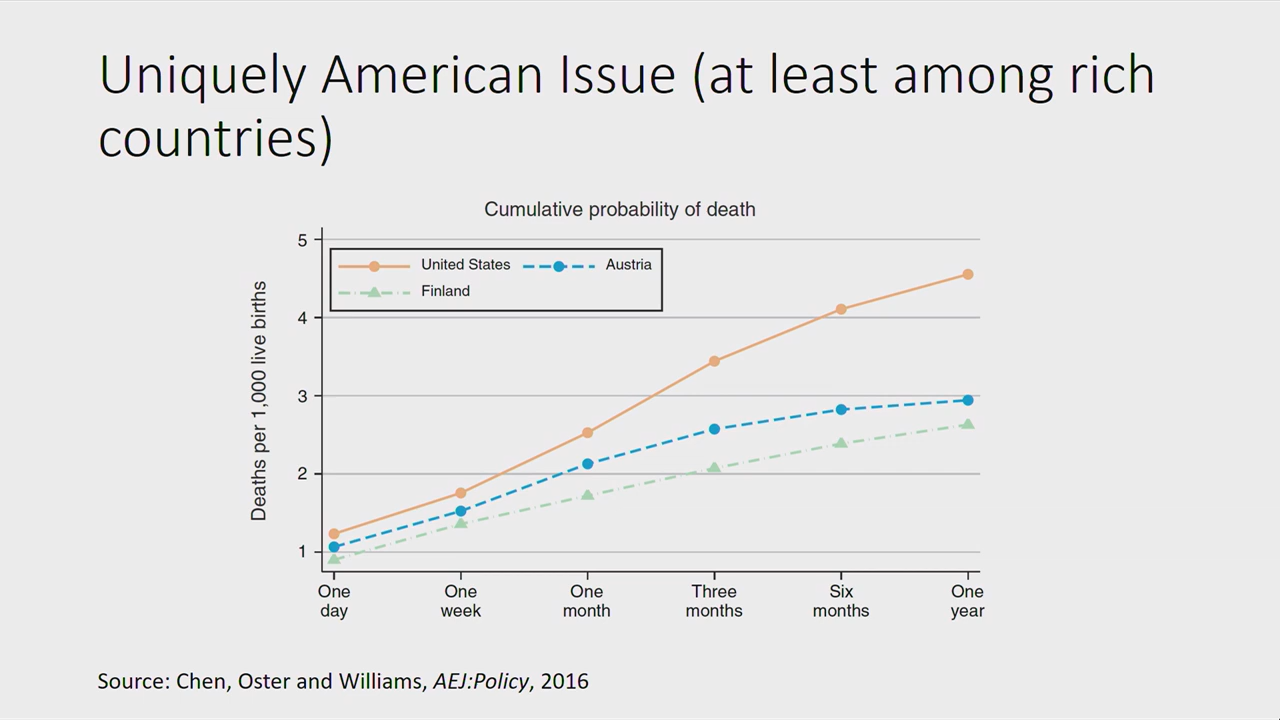 Uniquely American Issue (at least among rich
countries)
Cumulative probability of death
Deaths per 1,000 live births
5
4
3
2
1
United States
Austria
Finland
One
day
One
week
One
month
Three
months
Six
months
One
year
Source: Chen, Oster and Williams, AEJ:Policy, 2016